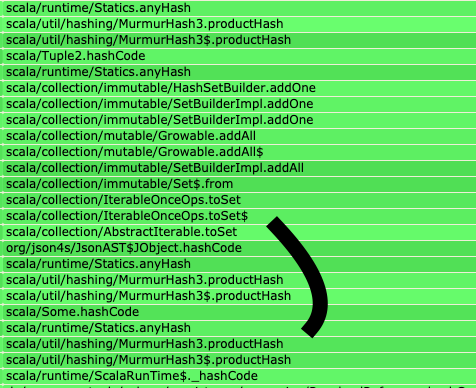 scala/runtime/Statics.anyHash
scala/util/hashing/MurmurHash3.productHash
scala/util/hashing/MurmurHash3$.productHash
scala/Tuple2.hashCode
scala/runtime/Statics.anyHash
scala/collection/immutable/HashSetBuilder.addOne
scala/collection/immutable/SetBuilderImpl.addOne
scala/collection/immutable/SetBuilderImpl.addOne
scala/collection/mutable/Growable.addAll
scala/collection/mutable/Growable.addAll$
scala/collection/immutable/SetBuilderImpl.addAll
scala/collection/immutable/Set$.from
scala/collection/IterableOnceOps.toSet
scala/collection/IterableOnceOps.toSet$
scala/collection/AbstractIterable.toSet
org/json4s/JsonAST$JObject.hashCode
scala/runtime/Statics.anyHash
scala/util/hashing/MurmurHash3.productHash
scala/util/hashing/MurmurHash3$.productHash
scala/Some.hashCode
scala/runtime/Statics.anyHash
scala/util/hashing/MurmurHash3.productHash
scala/util/hashing/MurmurHash3$.productHash
scala/runtime/ScalaRunTime$._hashCode